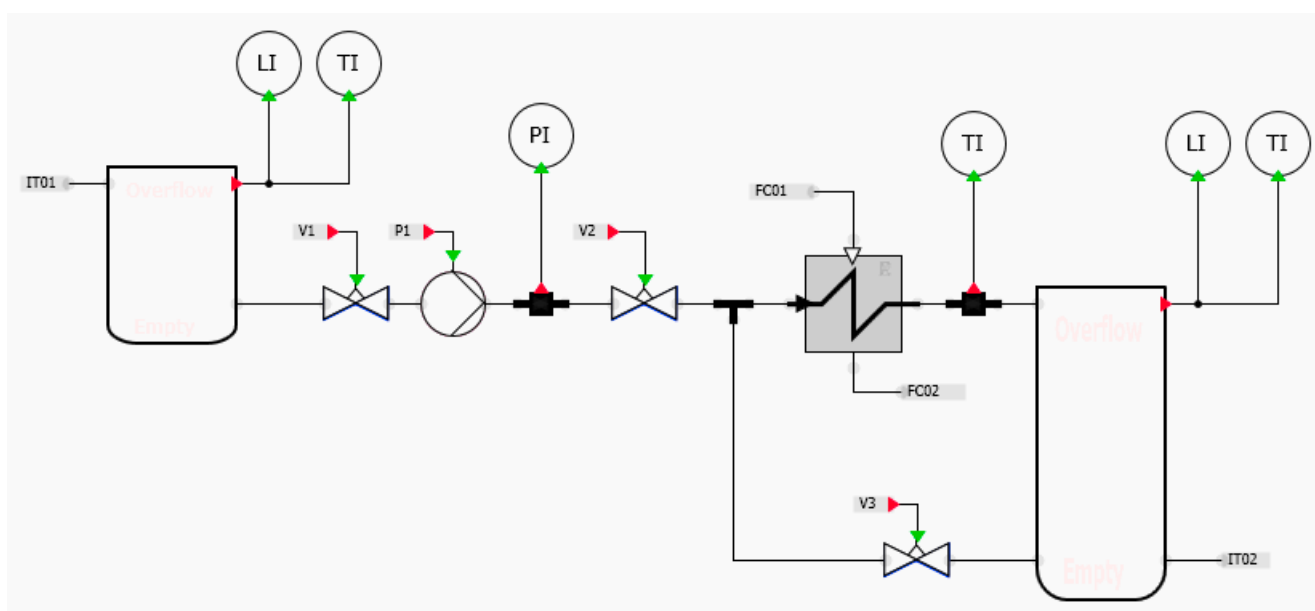 LI TI
PI
TI
LI TI
IT01
Overflow
FC01
V1
P1
V2
Overflow
Empty
FC02
V3
IT02
Empty